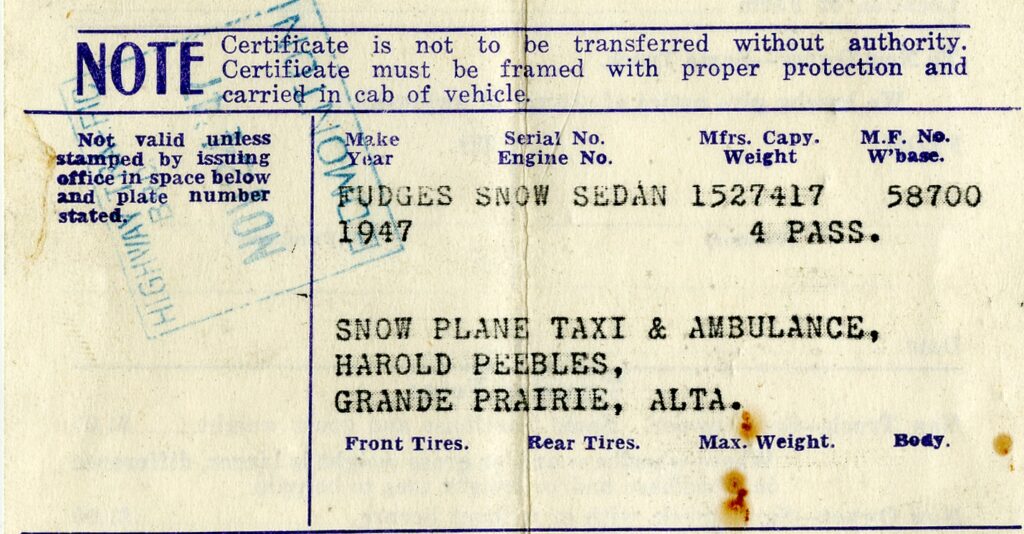 NOTE
Certificate is not to be transferred without authority.
Certificate must be framed with proper protection and
carried in cab of vehicle.
Not valid unless
stamped by issuing
office in space below
and plate number
stated.
Make Serial No. Mfrs. Capy. M.F. No.
Year Engine No. Weight W'base.
FUDGES SNOW SEDAN 1527417 58700
1947 4 PASS.
SNOW PLANE TAXI & AMBULANCE,
HAROLD PEEBLES,
GRANDE PRAIRIE, ALTA.
Front Tires. Rear Tires. Max. Weight. Body.
HIGHWAY TRAFFIC
EDMONTON